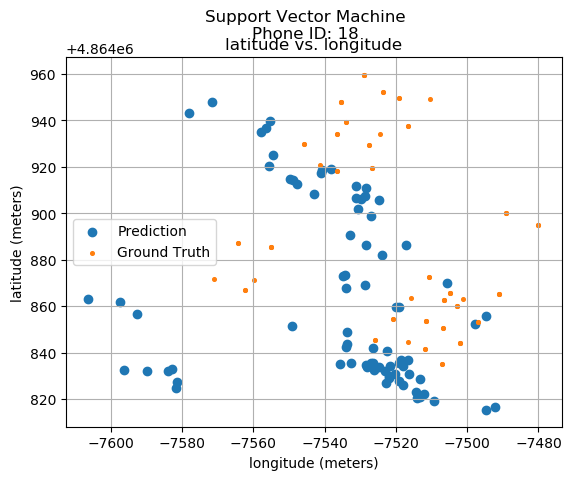 Support Vector Machine
Phone ID: 18
latitude vs. longitude
+4.864e6
960
940
920
900
880
860
840
820
latitude (meters)
Prediction
Ground Truth
−7600 −7580 −7560 −7540 −7520 −7500 −7480
longitude (meters)